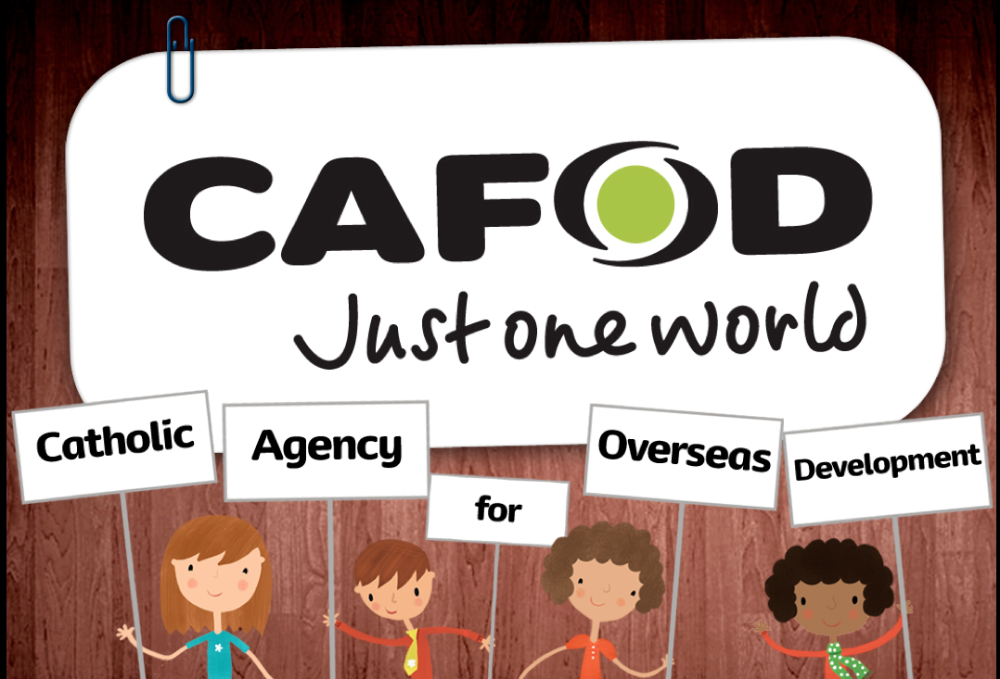 CAFOD
Just one world
Catholic
Agency
for
Overseas
Development